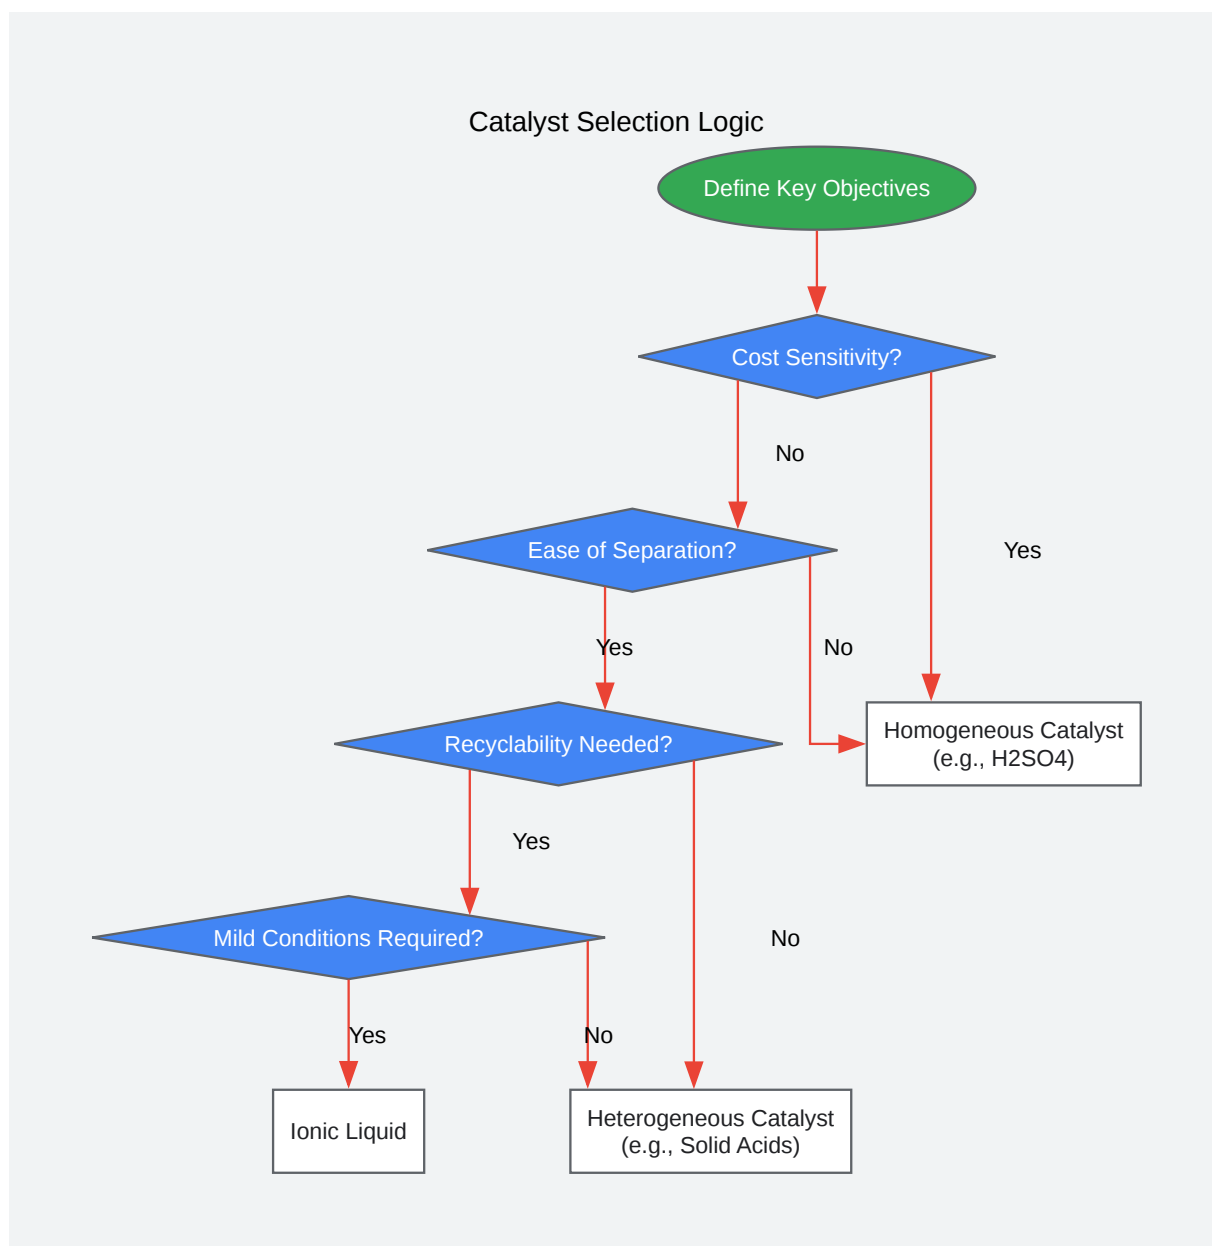 Catalyst Selection Logic
Define Key Objectives
Cost Sensitivity?
No
Ease of Separation?
Yes
Yes
No
Homogeneous Catalyst
(e.g., H2SO4)
Recyclability Needed?
Yes
Mild Conditions Required?
No
Yes
No
Ionic Liquid
Heterogeneous Catalyst
(e.g., Solid Acids)